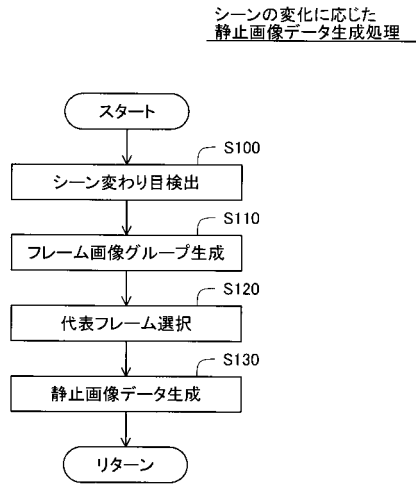 シーンの変化に応じた
静止画像データ生成処理
スタート
S100
シーン変わり目検出
S110
フレーム画像グループ生成
S120
代表フレーム選択
S130
静止画像データ生成
リターン